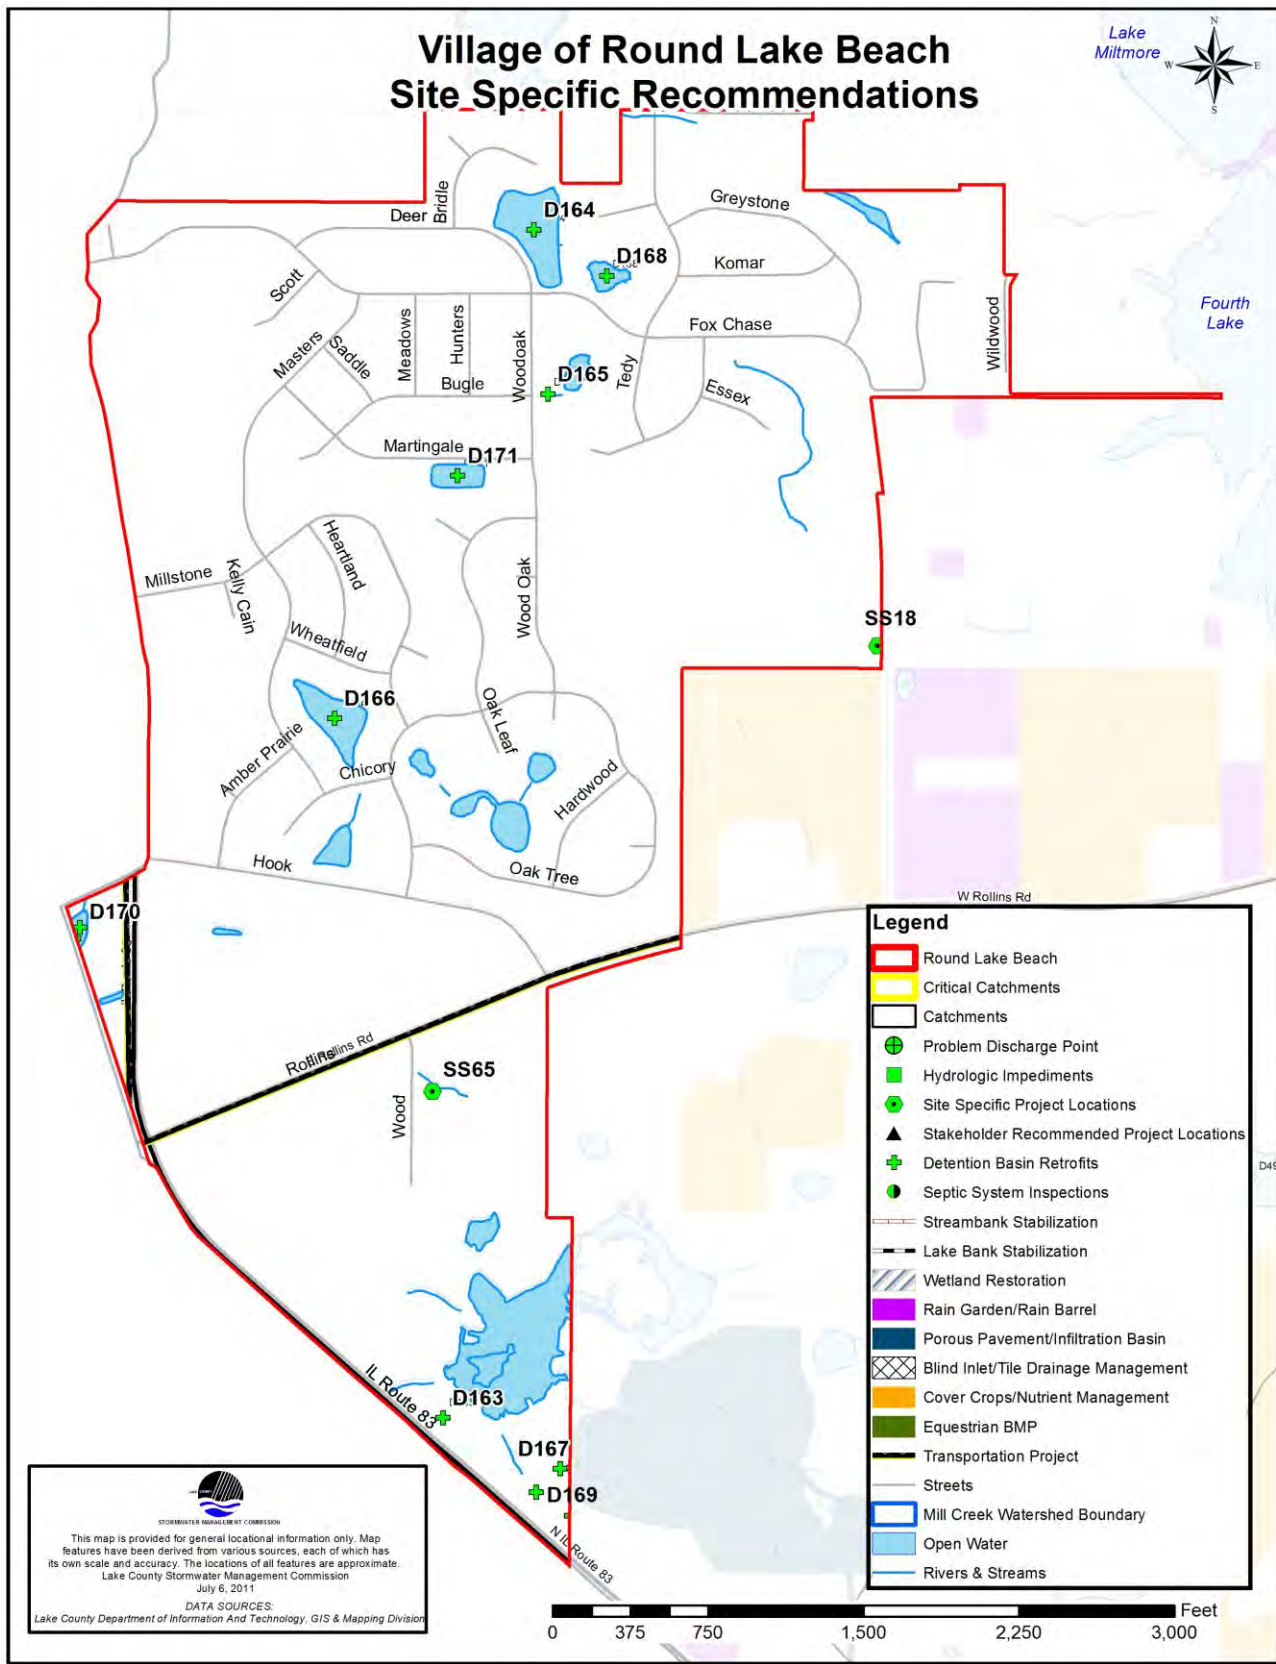 Village of Round Lake Beach
Site Specific Recommendations
Lake
Miltmore
N
W
E
S
Greystone
Bridle
Deer
D164
D168
Komar
Scott
Fourth
Lake
Wildwood
Fox Chase
Meadows
Hunters
Woodoak
Masters
Saddle
Tedy
D165
Bugle
Essex
Martingale
D171
Heartland
Millstone
Kelly Cain
Wood Oak
SS18
Wheatfield
D166
Oak Leaf
Amber Prairie
Chicory
Hardwood
Hook
Oak Tree
W Rollins Rd
D170
Rollins
Rollins Rd
SS65
Wood
D49
IL Route 83
D163
D167
D169
N IL Route 83
Legend
Round Lake Beach
Critical Catchments
Catchments
Problem Discharge Point
Hydrologic Impediments
Site Specific Project Locations
Stakeholder Recommended Project Locations
Detention Basin Retrofits
Septic System Inspections
Streambank Stabilization
Lake Bank Stabilization
Wetland Restoration
Rain Garden/Rain Barrel
Porous Pavement/Infiltration Basin
Blind Inlet/Tile Drainage Management
Cover Crops/Nutrient Management
Equestrian BMP
Transportation Project
Streets
Mill Creek Watershed Boundary
Open Water
Rivers & Streams
STORMWATER MANAGEMENT COMMISSION
This map is provided for general locational information only. Map
features have been derived from various sources, each of which has
its own scale and accuracy. The locations of all features are approximate.
Lake County Stormwater Management Commission
July 6, 2011
DATA SOURCES:
Lake County Department of Information And Technology, GIS & Mapping Division
Feet
0 375 750 1,500 2,250 3,000